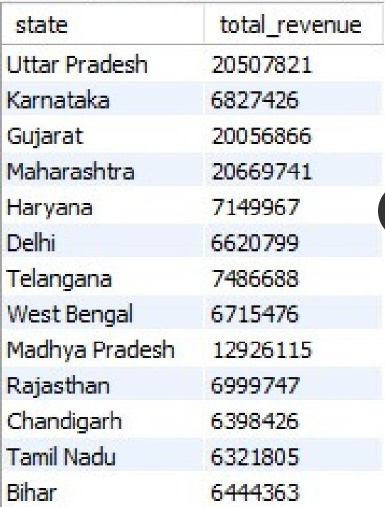 state total_revenue
Uttar Pradesh 20507821
Karnataka 6827426
Gujarat 20056866
Maharashtra 20669741
Haryana 7149967
Delhi 6620799
Telangana 7486688
West Bengal 6715476
Madhya Pradesh 12926115
Rajasthan 6999747
Chandigarh 6398426
Tamil Nadu 6321805
Bihar 6444363